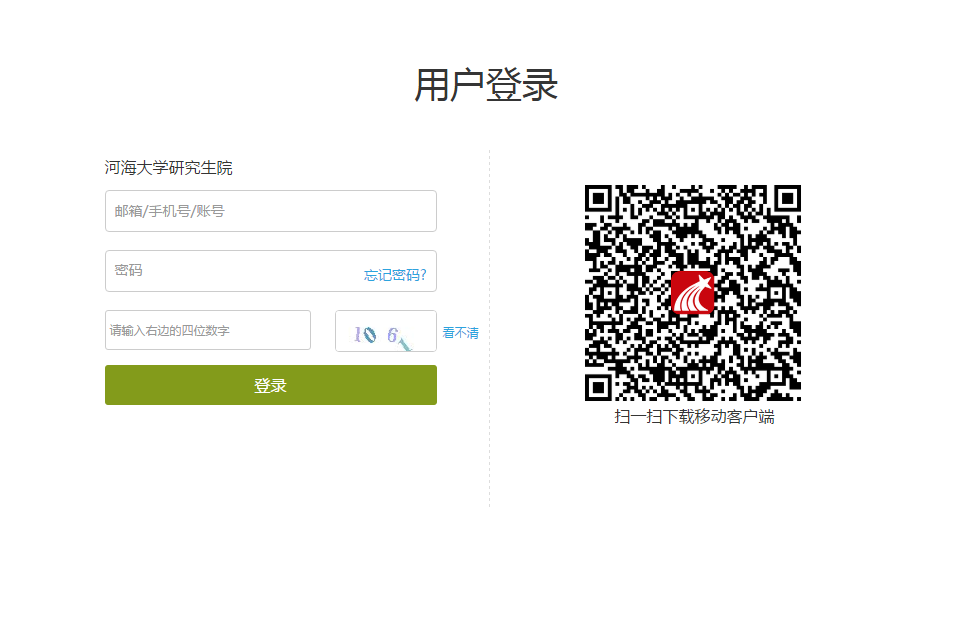 用户登录
河海大学研究生院
邮箱/手机号/账号
密码
忘记密码?
请输入右边的四位数字
看不清
登录
扫一扫下载移动客户端